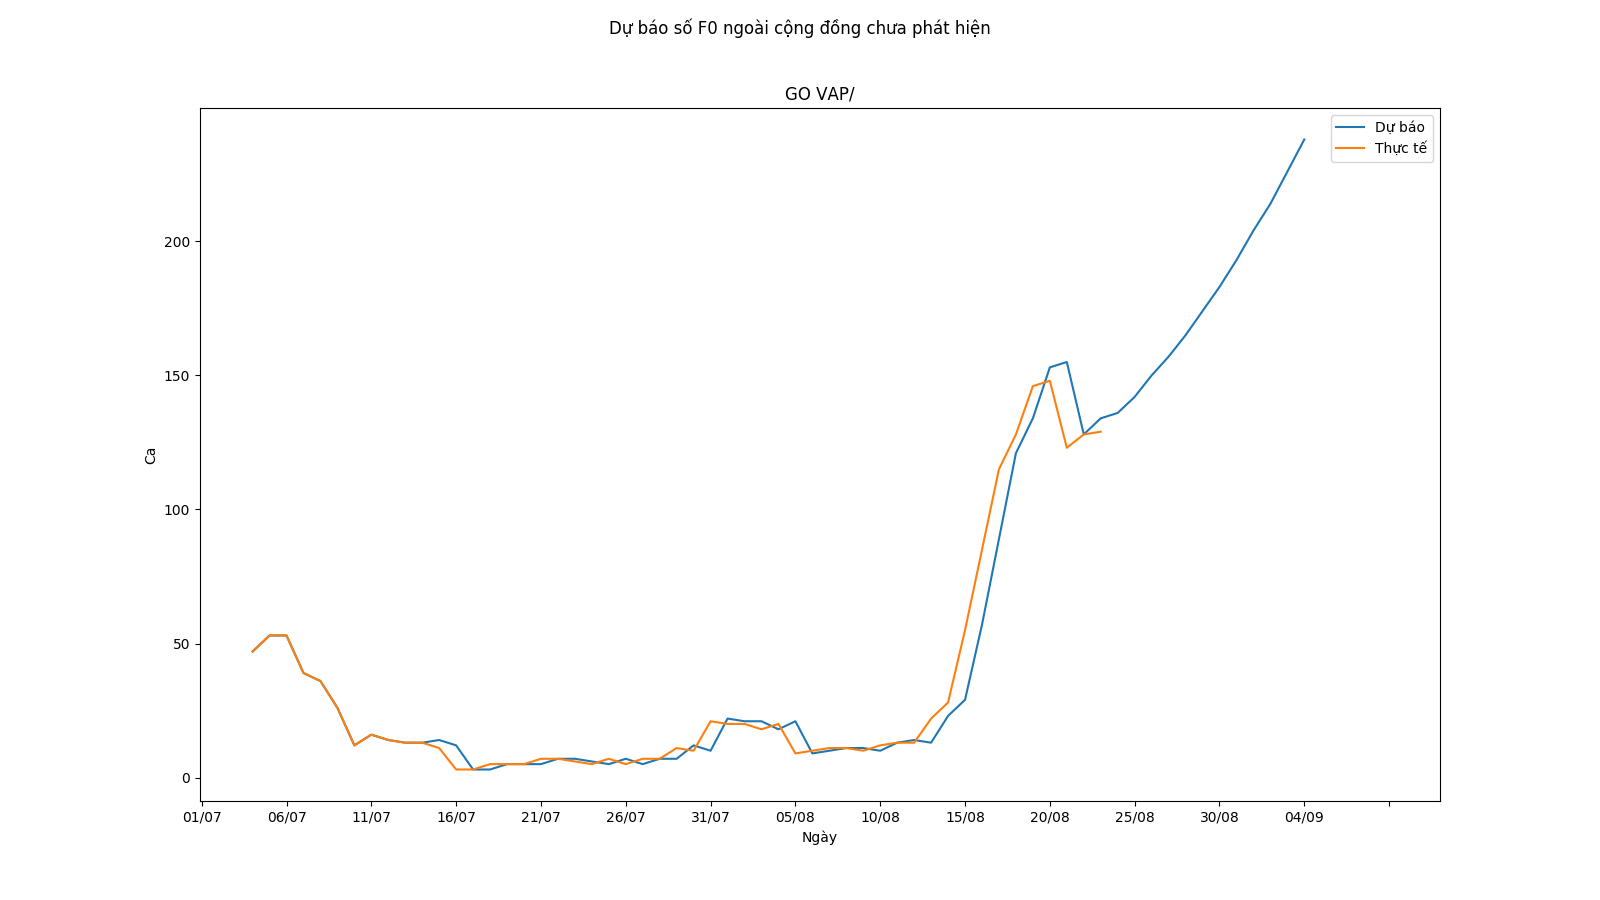 Dự báo số F0 ngoài cộng đồng chưa phát hiện
GO VAP/
Dự báo
Thực tế
200
150
100
50
0
Ca
01/07 06/07 11/07 16/07 21/07 26/07 31/07 05/08 10/08 15/08 20/08 25/08 30/08 04/09
Ngày